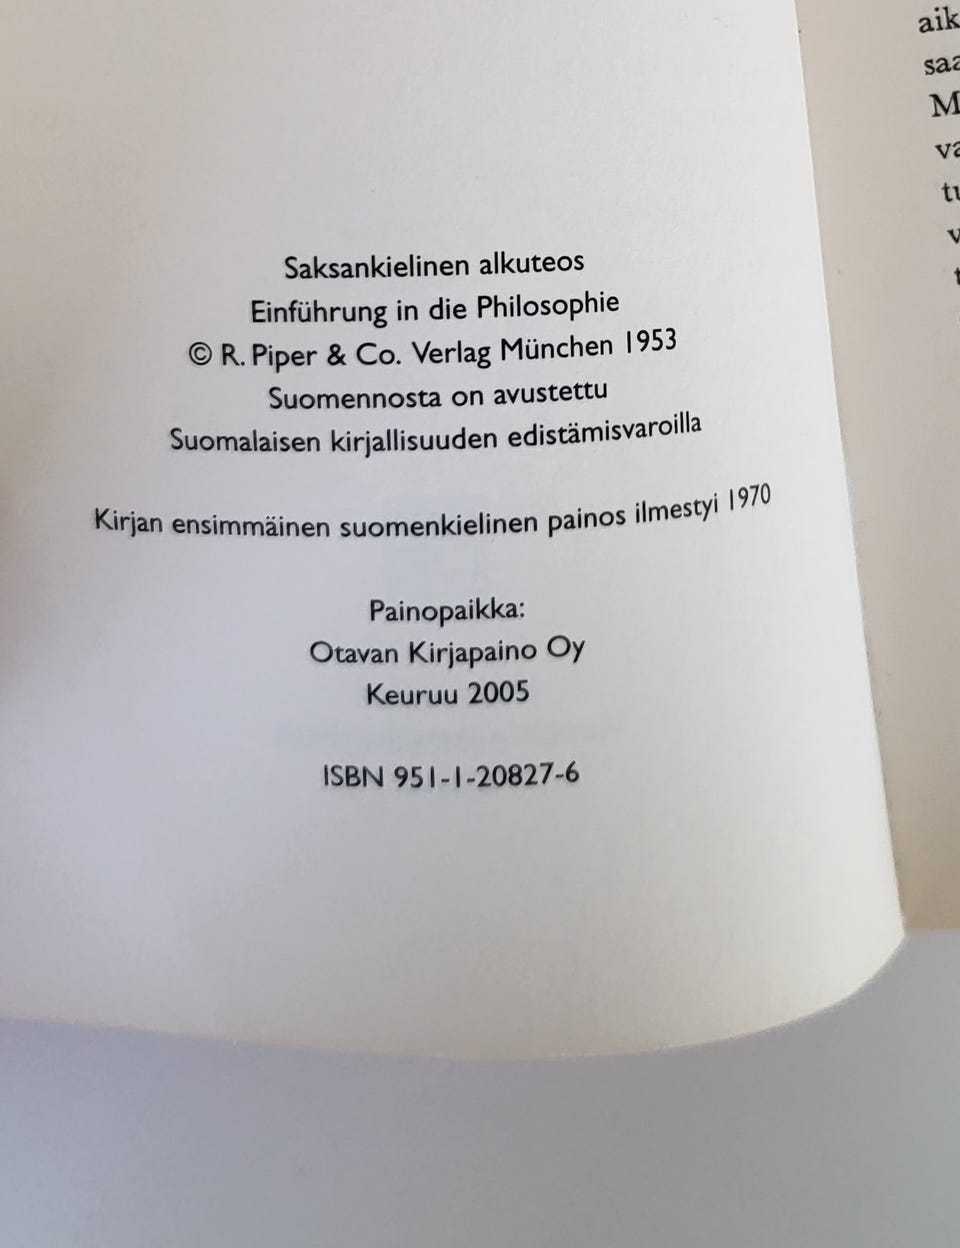 Saksankielinen alkuteos
Einführung in die Philosophie
© R. Piper & Co. Verlag München 1953
Suomennosta on avustettu
Suomalaisen kirjallisuuden edistämisvaroilla
Kirjan ensimmäinen suomenkielinen painos ilmestyi 1970
Painopaikka:
Otavan Kirjapaino Oy
Keuruu 2005
ISBN 951-1-20827-6